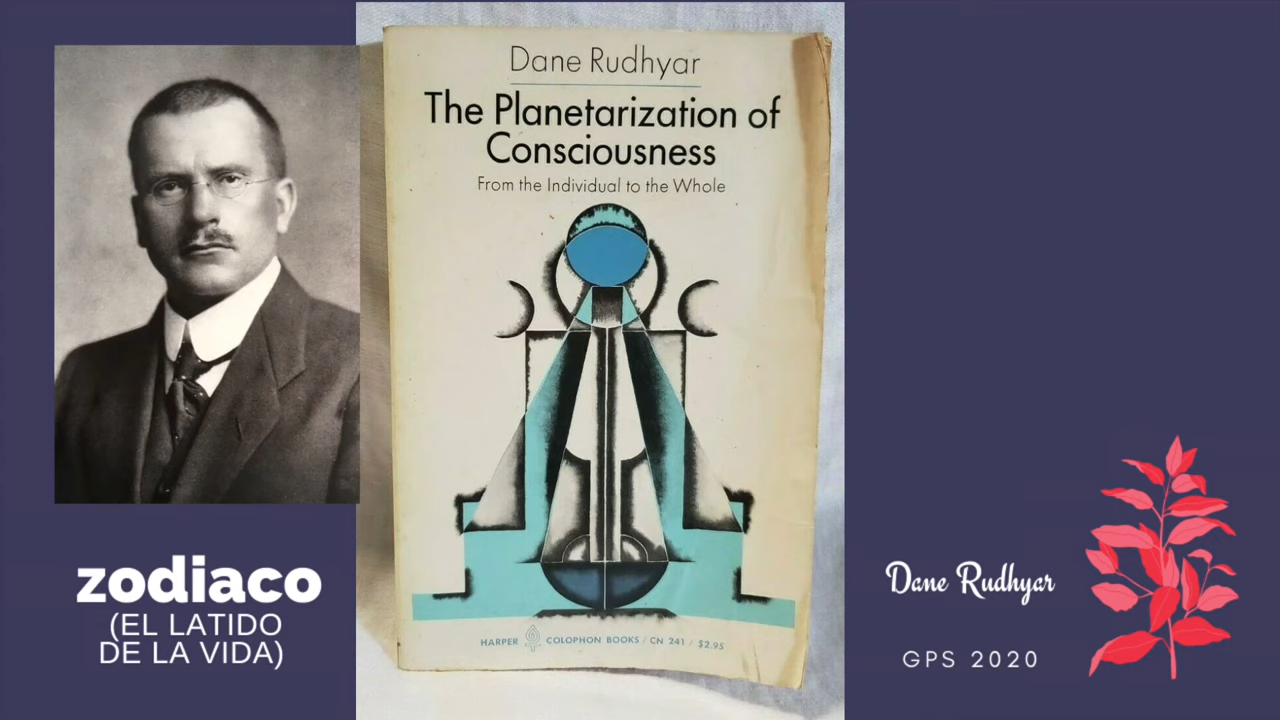 Dane Rudhyar
The Planetarization of
Consciousness
From the Individual to the Whole
HARPER COLOPHON BOOKS / CN 241 / $2.95
zodiaco
(EL LATIDO
DE LA VIDA)
Dane Rudhyar
GPS 2020